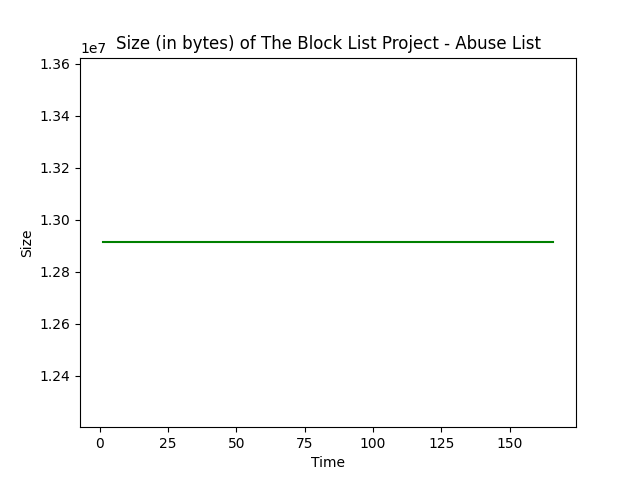 Size (in bytes) of The Block List Project - Abuse List
1e7
1.36
1.34
1.32
1.30
1.28
1.26
1.24
Size
0 25 50 75 100 125 150
Time